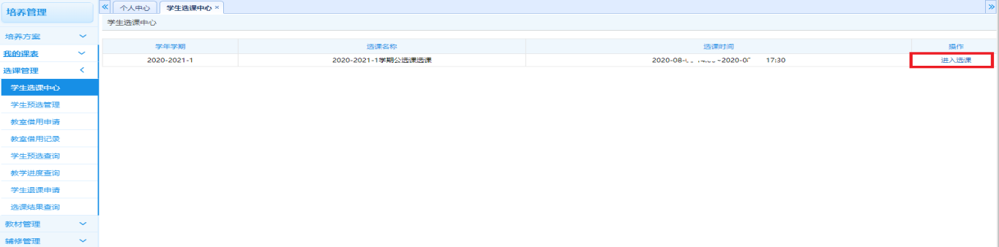 培养管理
个人中心
学生选课中心 ×
学生选课中心
培养方案
我的课表
选课管理
学生选课中心
学生预选管理
教室借用申请
教室借用记录
学生预选查询
教学进度查询
学生退课申请
选课结果查询
教材管理
辅修管理
学年学期 选课名称 选课时间 操作
2020-2021-1 2020-2021-1学期公选课选课 2020-08- ~2020-0 17:30 进入选课